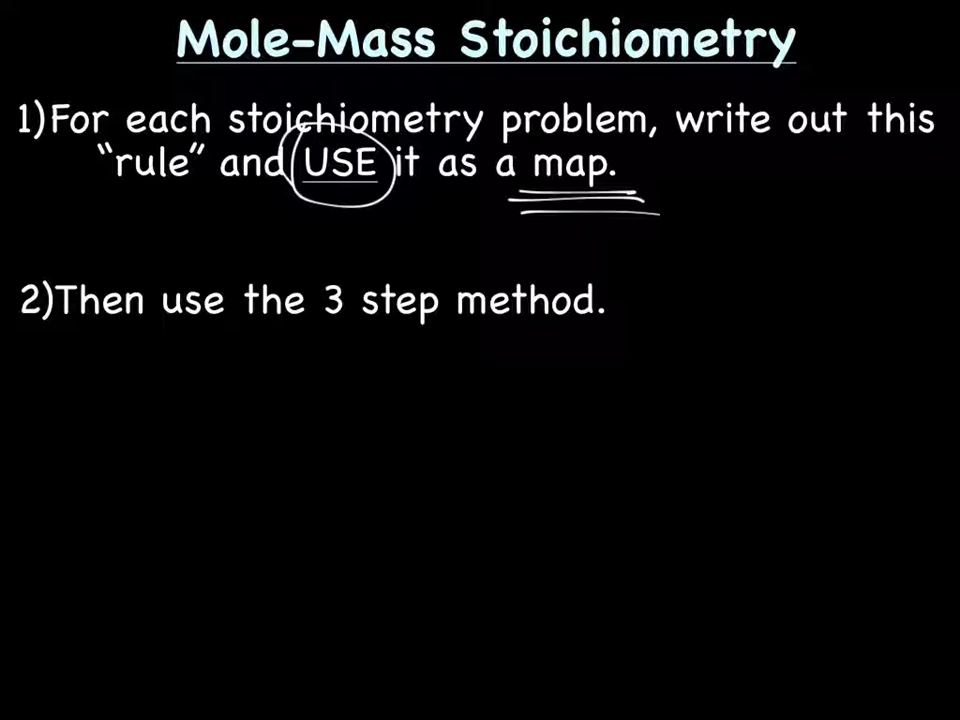 Mole-Mass Stoichiometry
1)For each stoichiometry problem, write out this
“rule” and USE it as a map.
2)Then use the 3 step method.